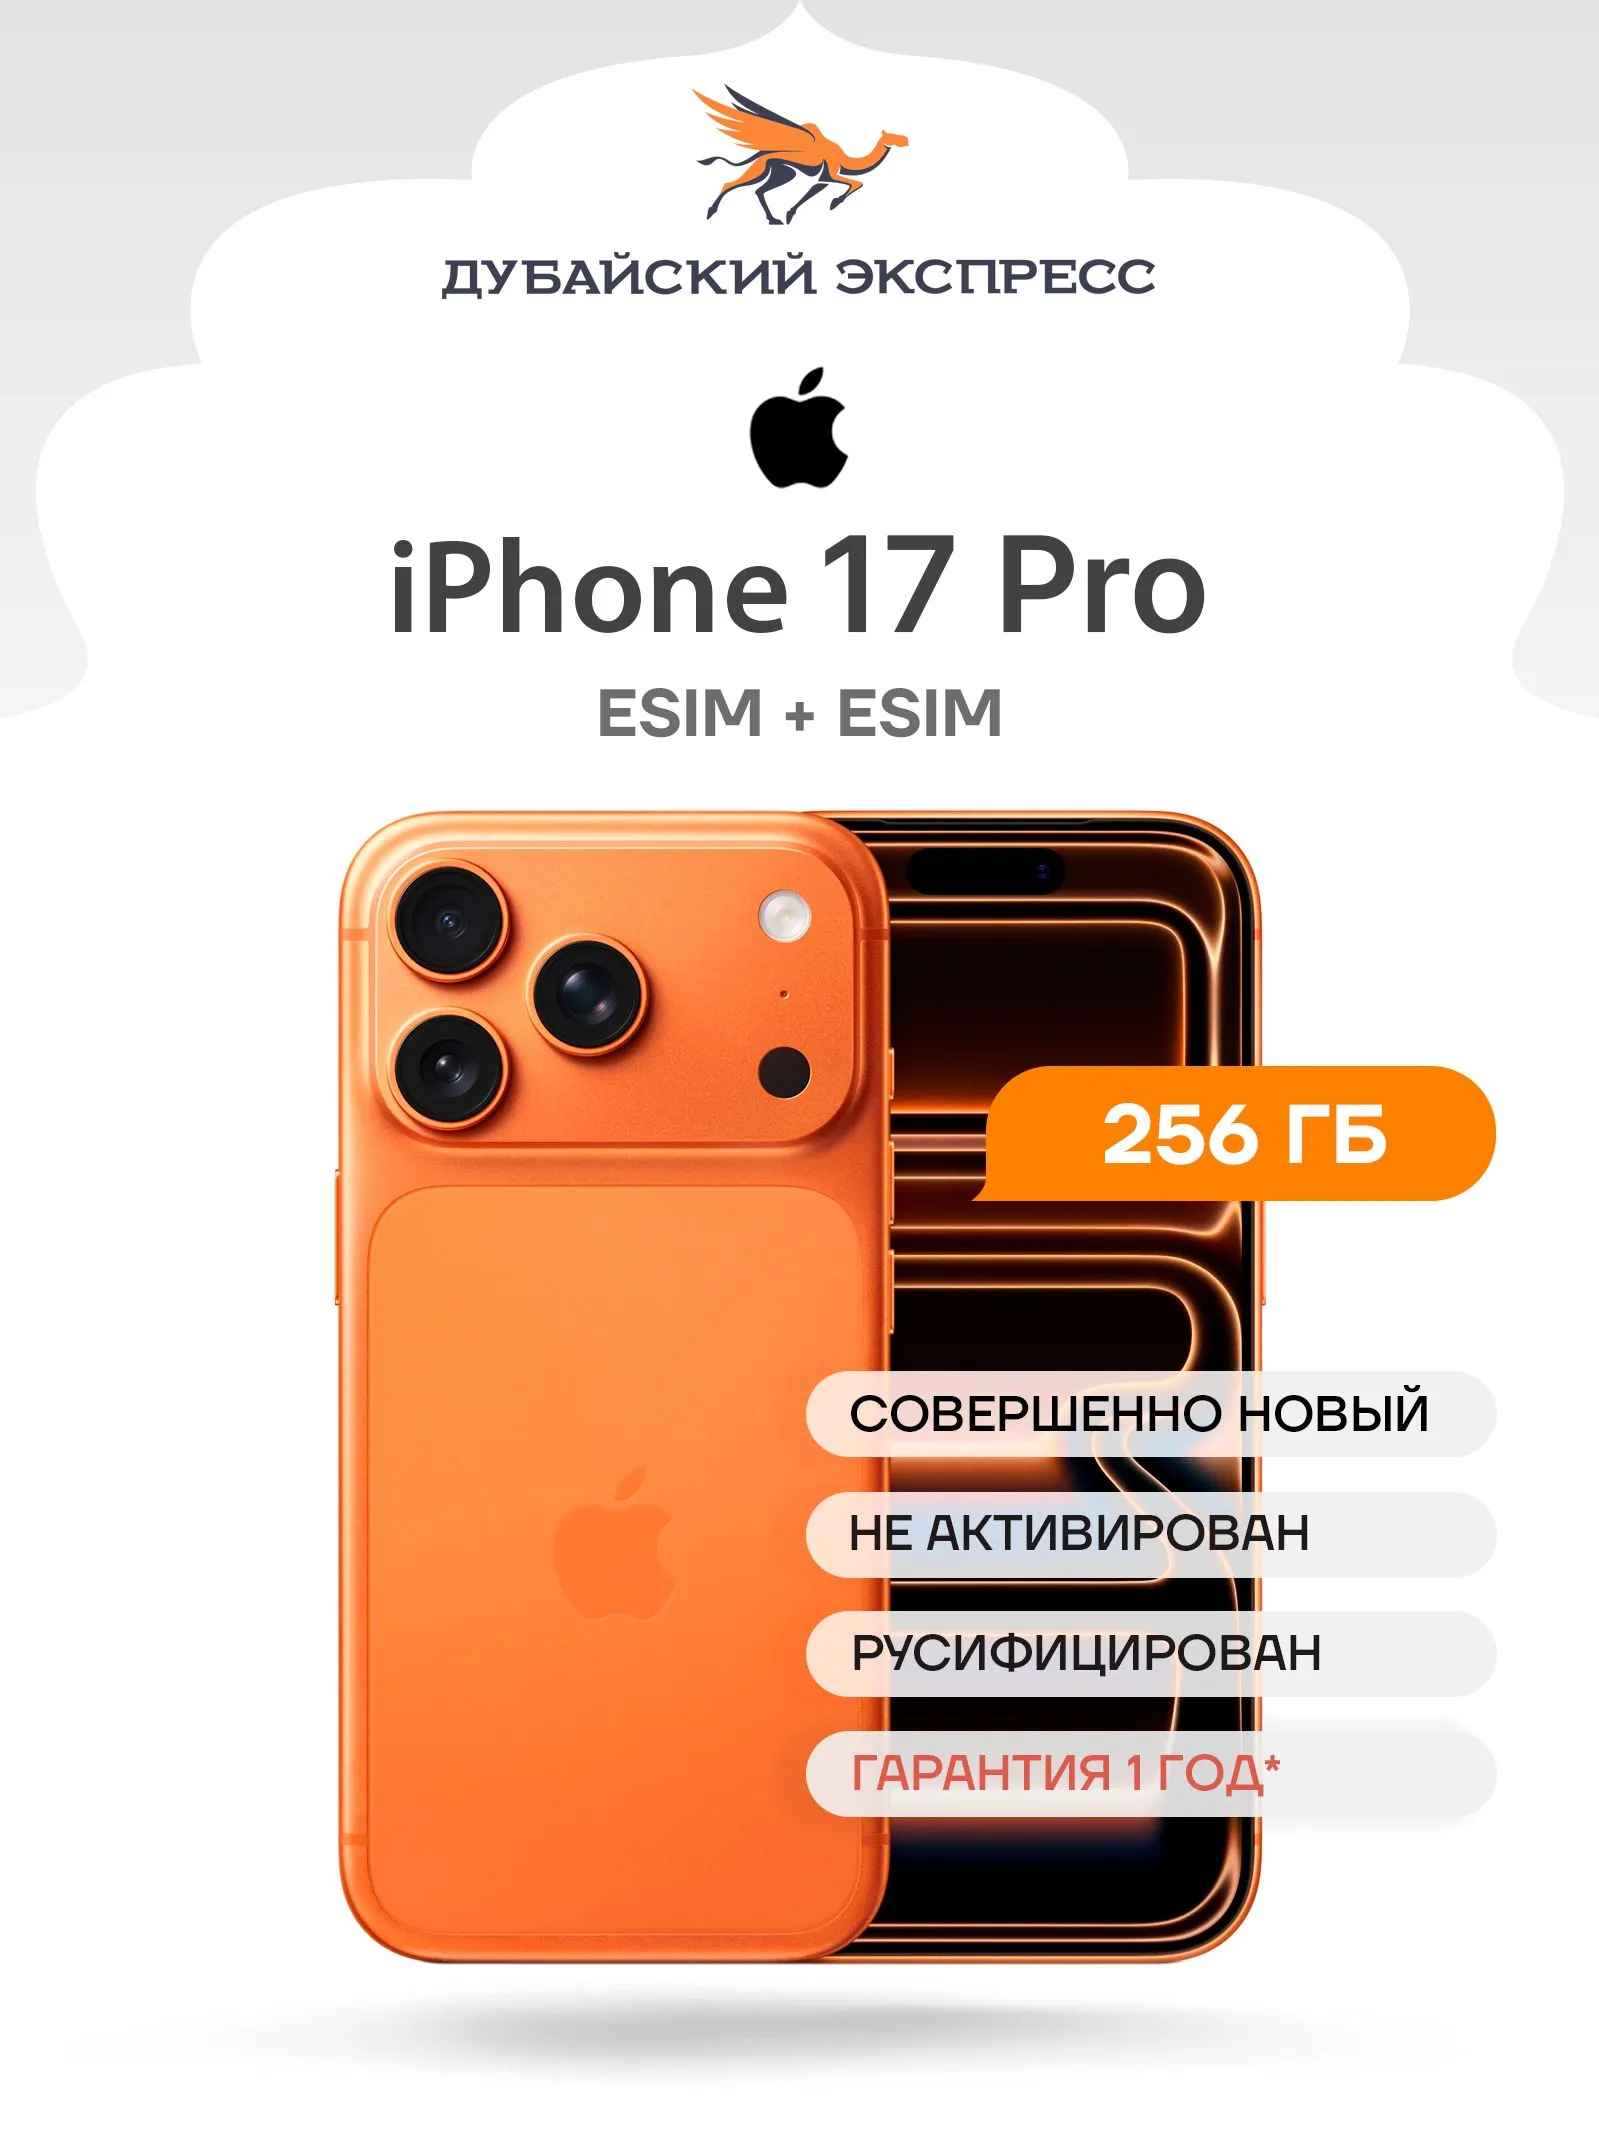 ДУБАЙСКИЙ ЭКСПРЕСС
iPhone 17 Pro
ESIM + ESIM
256 ГБ
СОВЕРШЕННО НОВЫЙ
НЕ АКТИВИРОВАН
РУСИФИЦИРОВАН
ГАРАНТИЯ 1 ГОД*